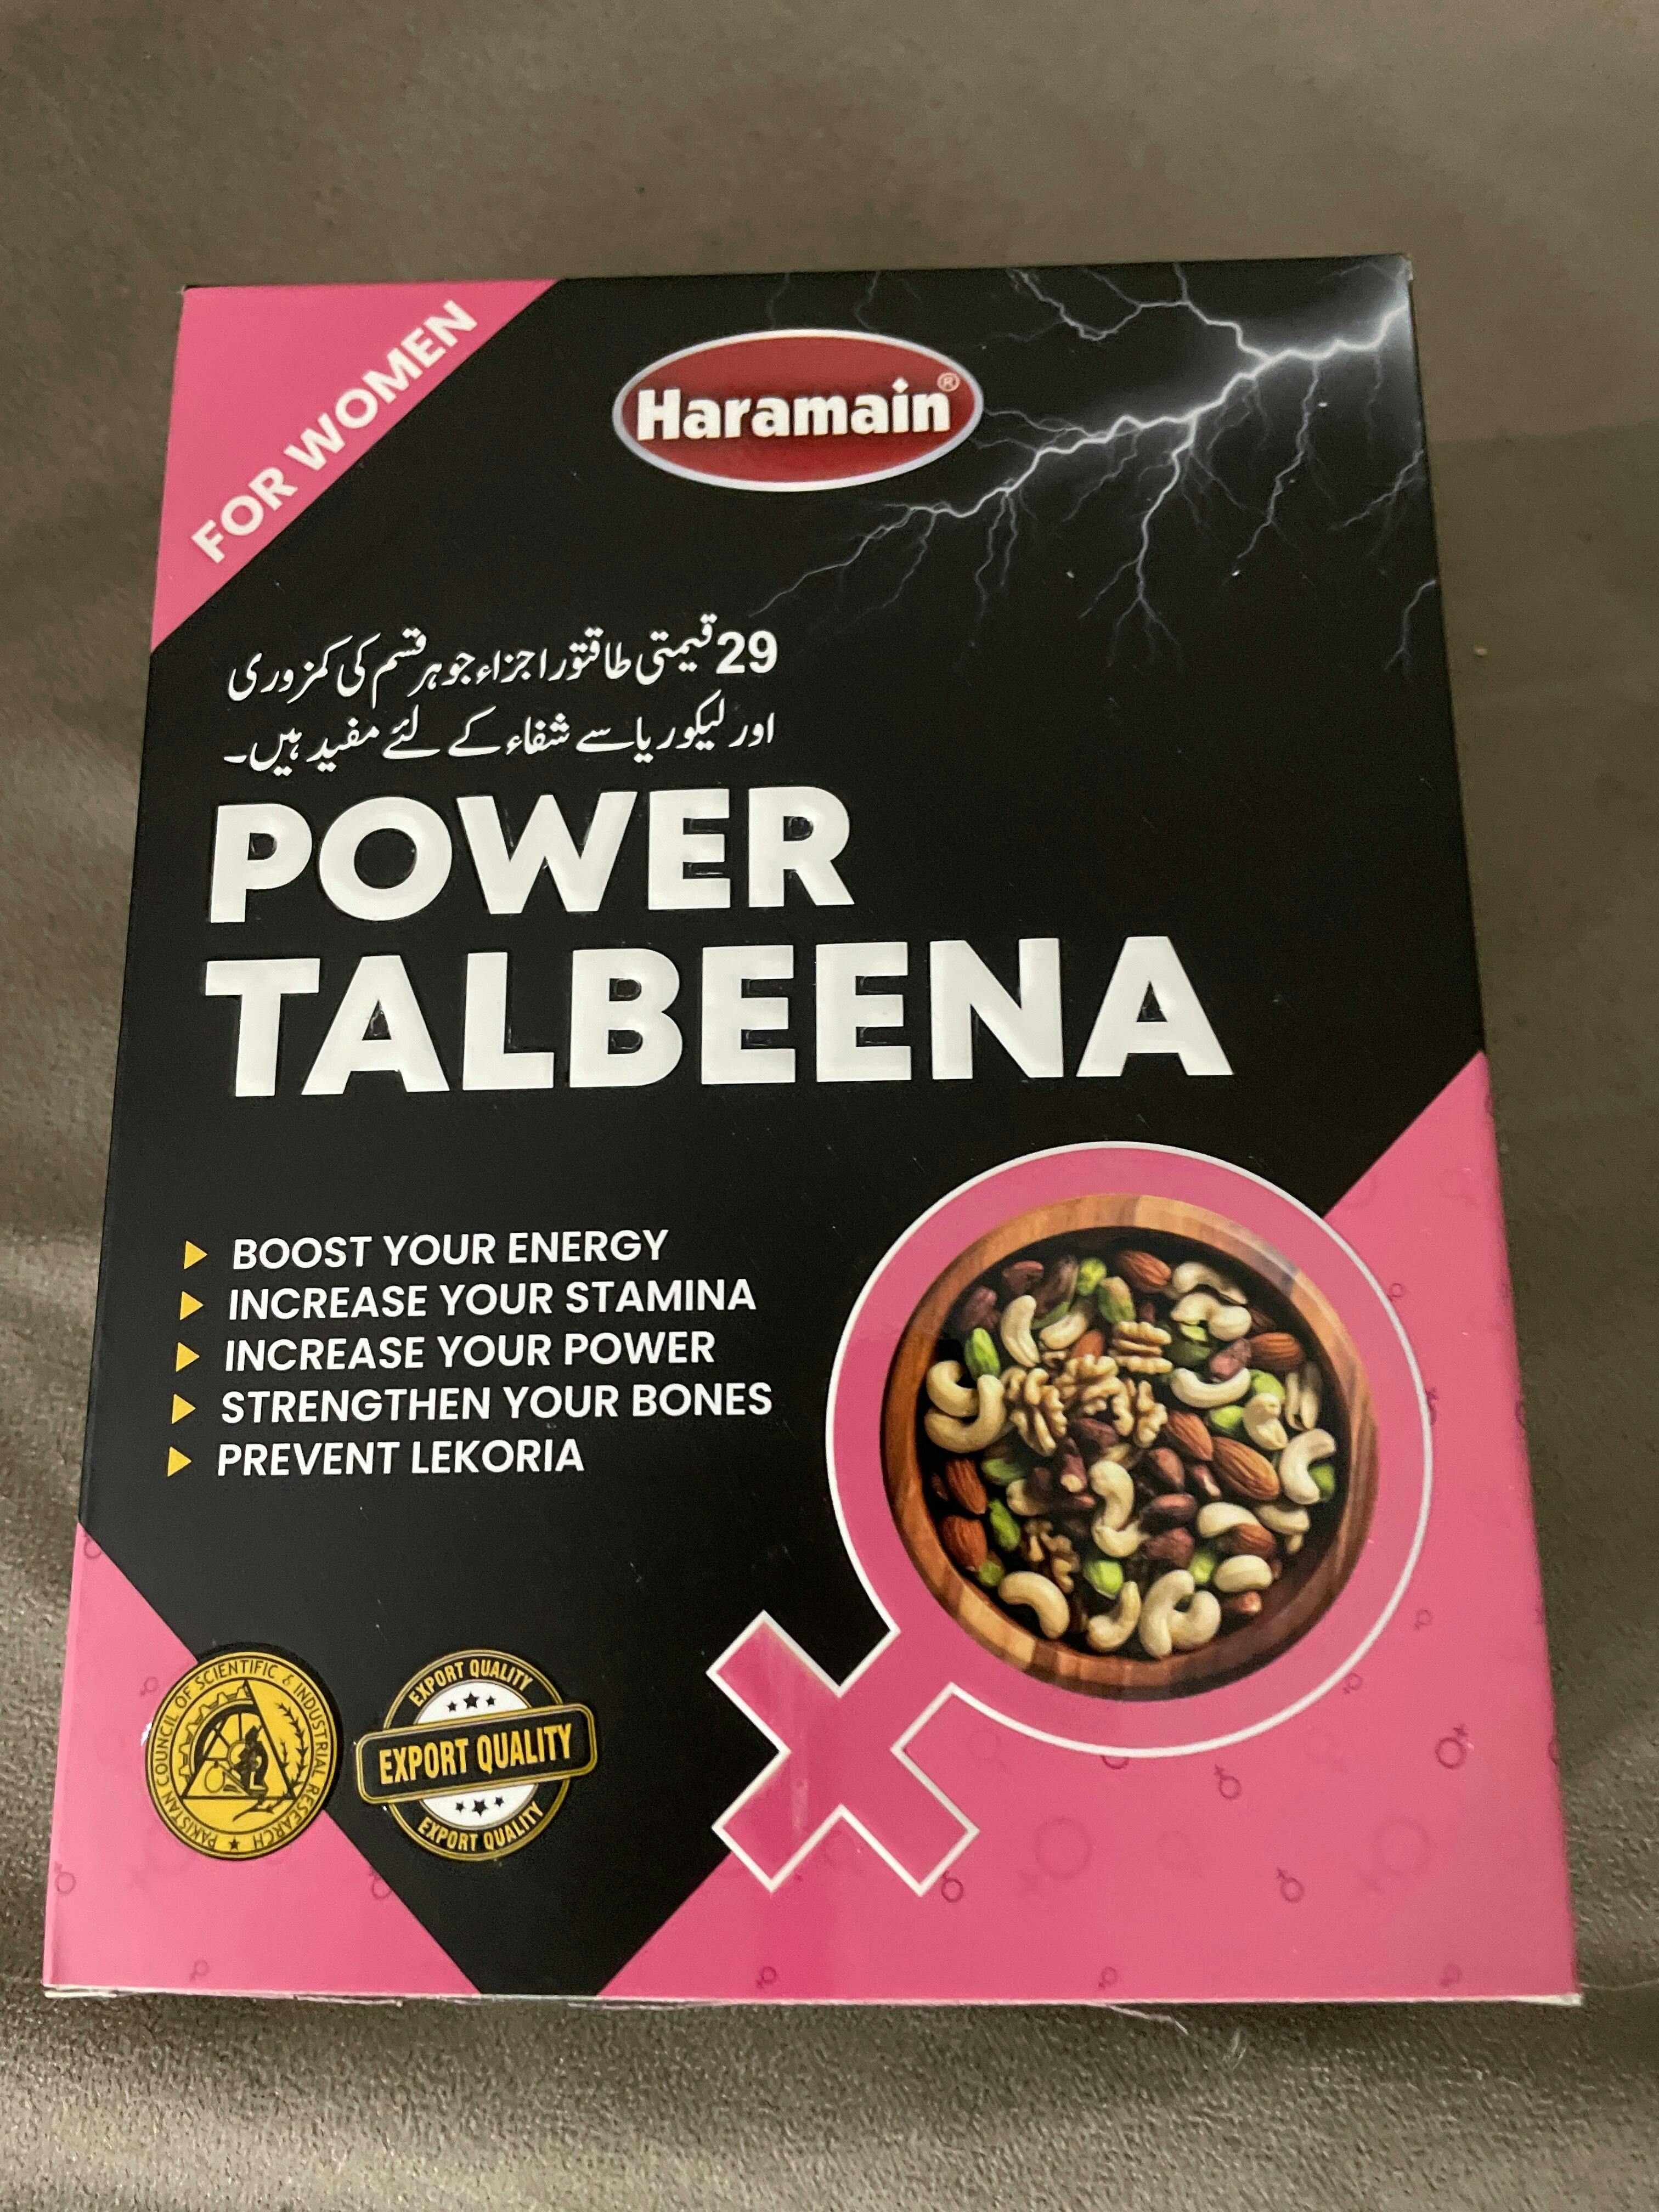 FOR WOMEN
Haramain®
29 قیمتی طاقتور اجزاء جو ہر قسم کی کمزوری
اور لیکوریا سے شفاء کے لئے مفید ہیں۔
POWER
TALBEENA
BOOST YOUR ENERGY
INCREASE YOUR STAMINA
INCREASE YOUR POWER
STRENGTHEN YOUR BONES
PREVENT LEKORIA
PAKISTAN COUNCIL OF SCIENTIFIC & INDUSTRIAL RESEARCH
EXPORT QUALITY
EXPORT QUALITY
EXPORT QUALITY